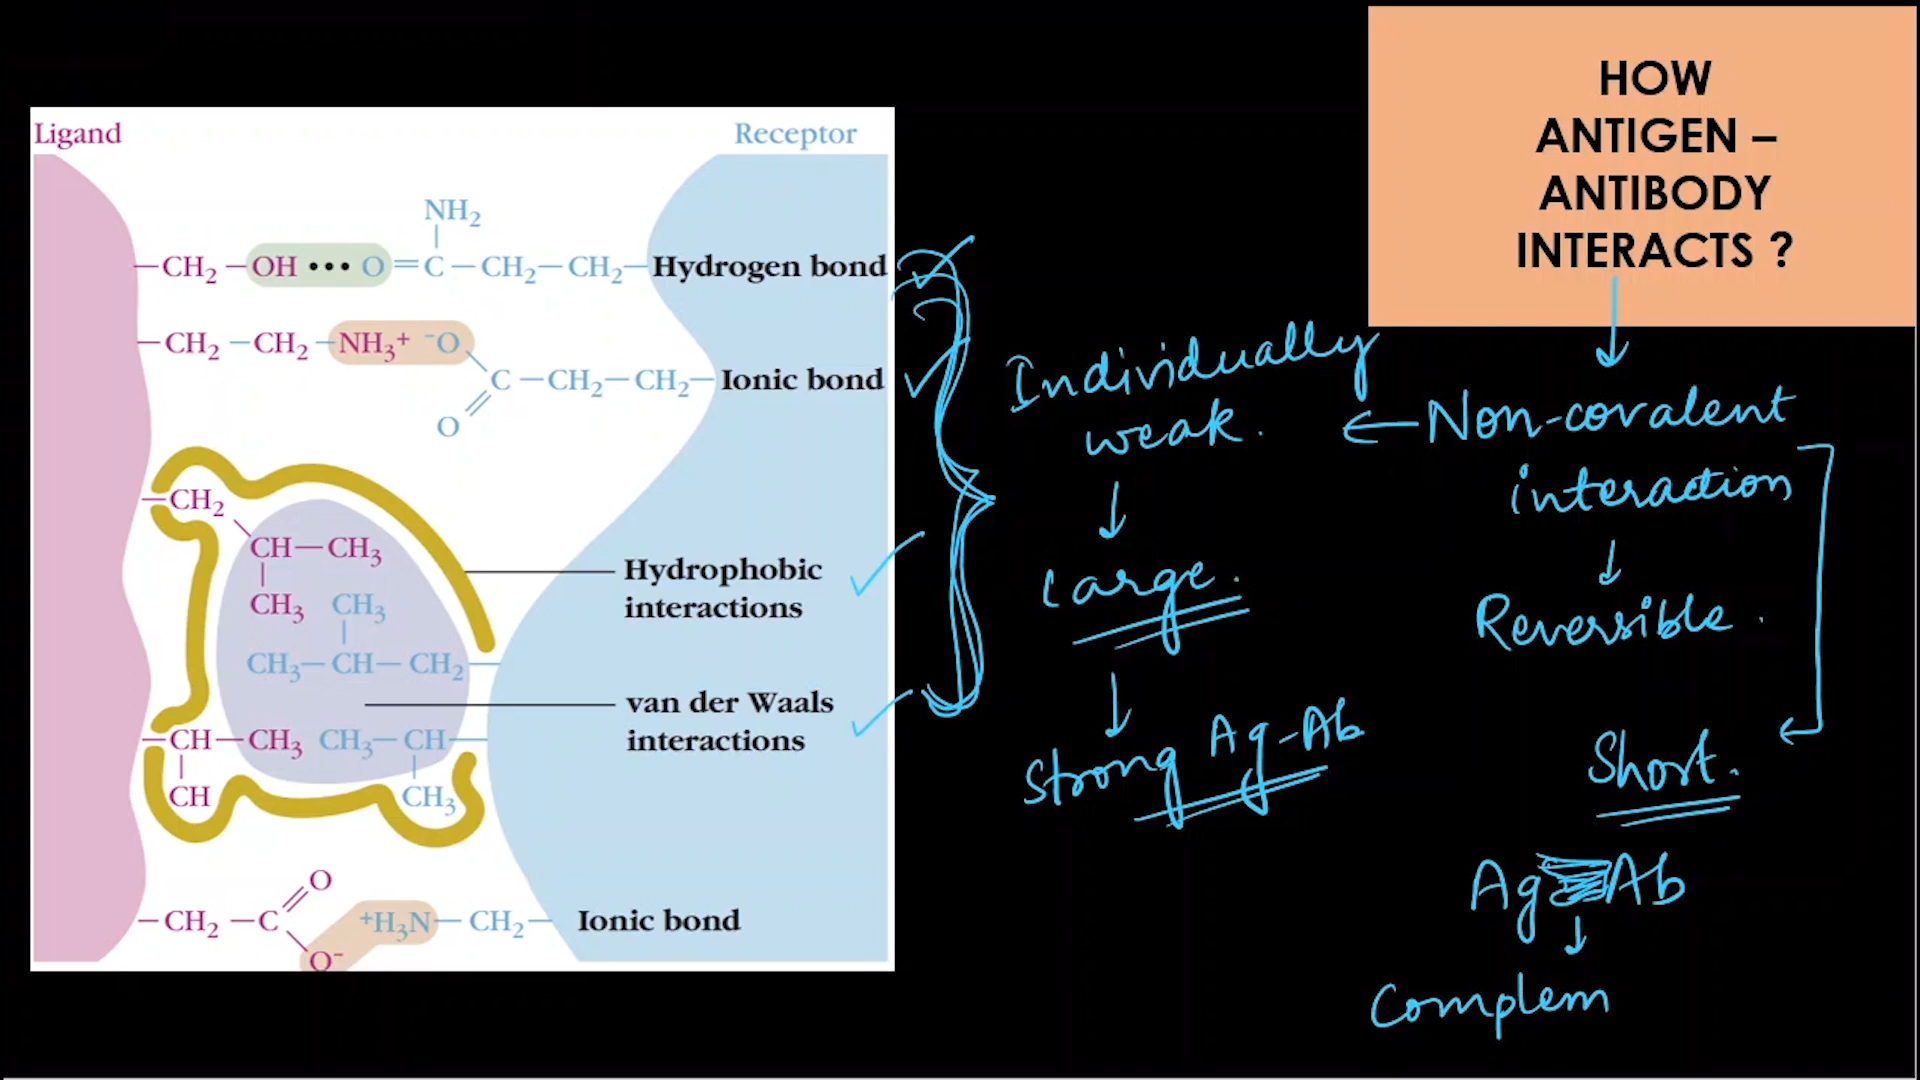 HOW
ANTIGEN –
ANTIBODY
INTERACTS ?
Ligand
Receptor
NH₂
—CH₂—OH ••• O=C—CH₂—CH₂— Hydrogen bond
—CH₂—CH₂—NH₃⁺ ⁻O
C—CH₂—CH₂— Ionic bond
O
—CH₂
CH—CH₃
CH₃ CH₃
CH₃—CH—CH₂—
Hydrophobic
interactions
van der Waals
interactions
—CH—CH₃ CH₃—CH—
CH CH₃
O
—CH₂—C ⁺H₃N—CH₂— Ionic bond
O⁻
Individually
weak.
↓
Large.
↓
Strong Ag-Ab
← Non-covalent
interaction
↓
Reversible.
Short.
Ag Ab
↓
Complem